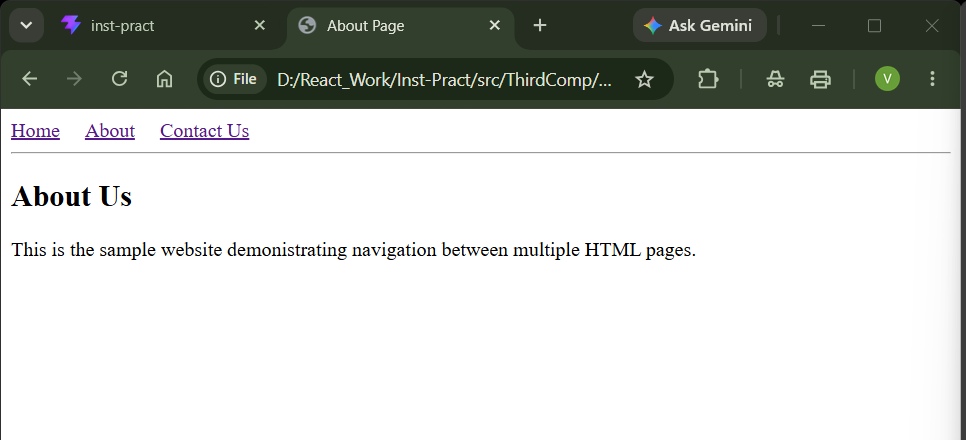 inst-pract
About Page
Ask Gemini
File
D:/React_Work/Inst-Pract/src/ThirdComp/...
V
Home About Contact Us
About Us
This is the sample website demonistrating navigation between multiple HTML pages.